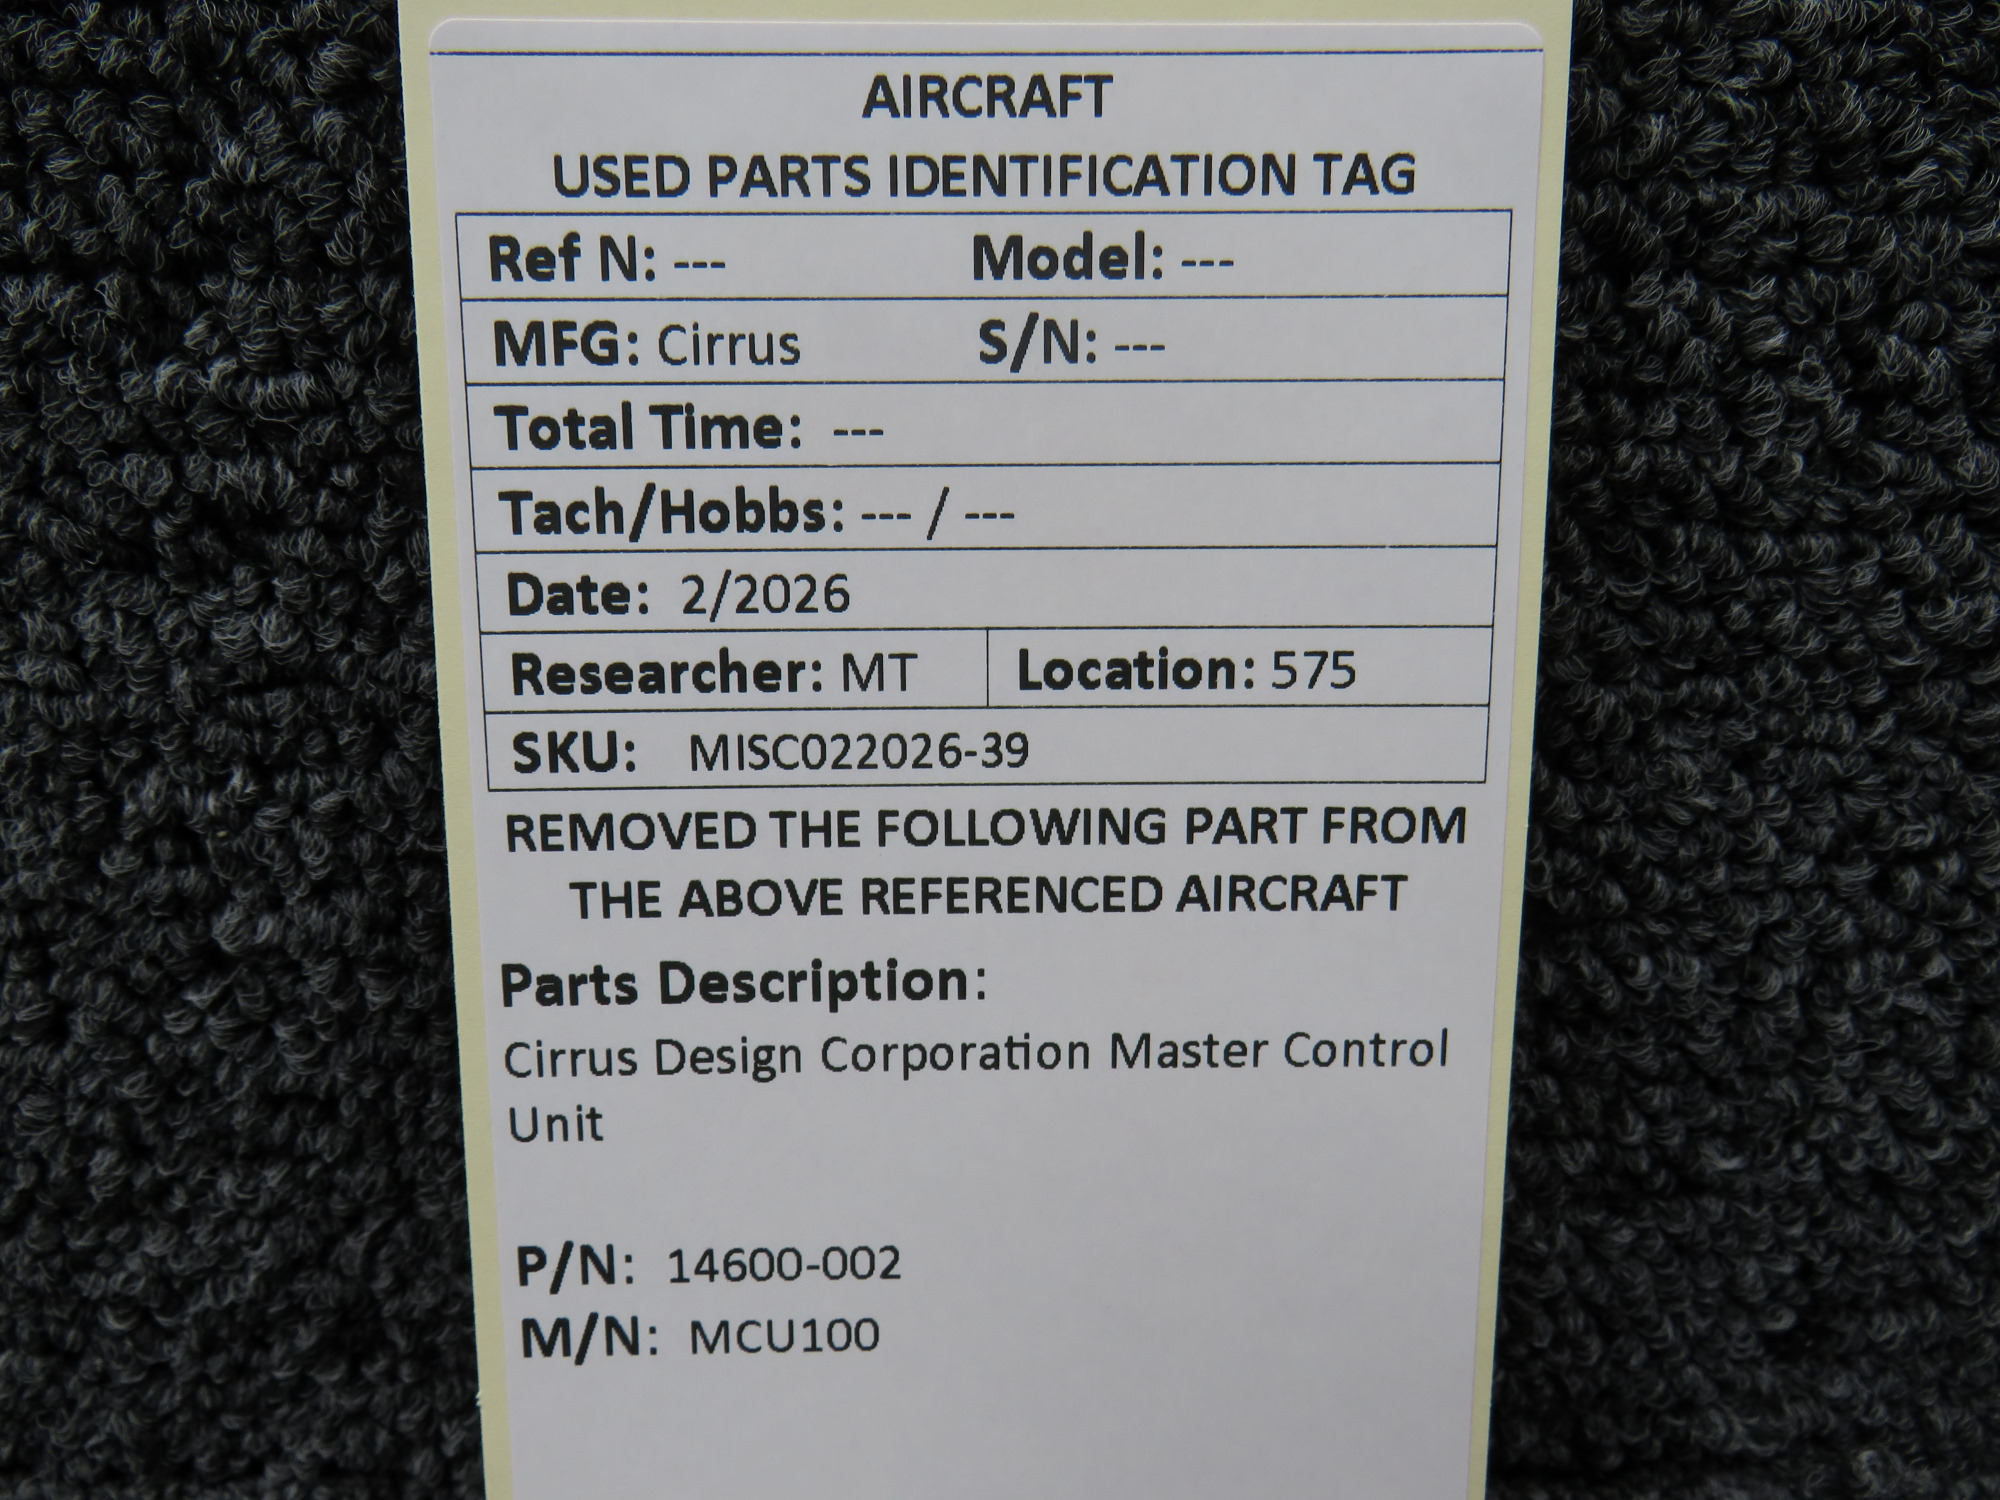 AIRCRAFT
USED PARTS IDENTIFICATION TAG
Ref N: --- Model: ---
MFG: Cirrus S/N: ---
Total Time: ---
Tach/Hobbs: --- / ---
Date: 2/2026
Researcher: MT Location: 575
SKU: MISC022026-39
REMOVED THE FOLLOWING PART FROM
THE ABOVE REFERENCED AIRCRAFT
Parts Description:
Cirrus Design Corporation Master Control
Unit
P/N: 14600-002
M/N: MCU100